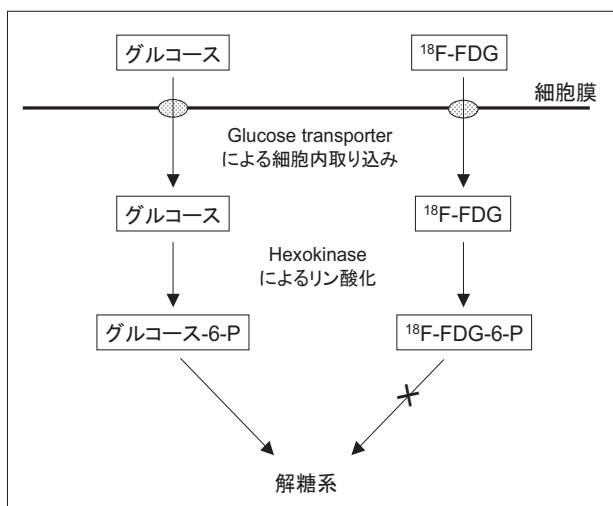 グルコース
¹⁸F-FDG
細胞膜
Glucose transporter
による細胞内取り込み
グルコース
¹⁸F-FDG
Hexokinase
によるリン酸化
グルコース-6-P
¹⁸F-FDG-6-P
解糖系